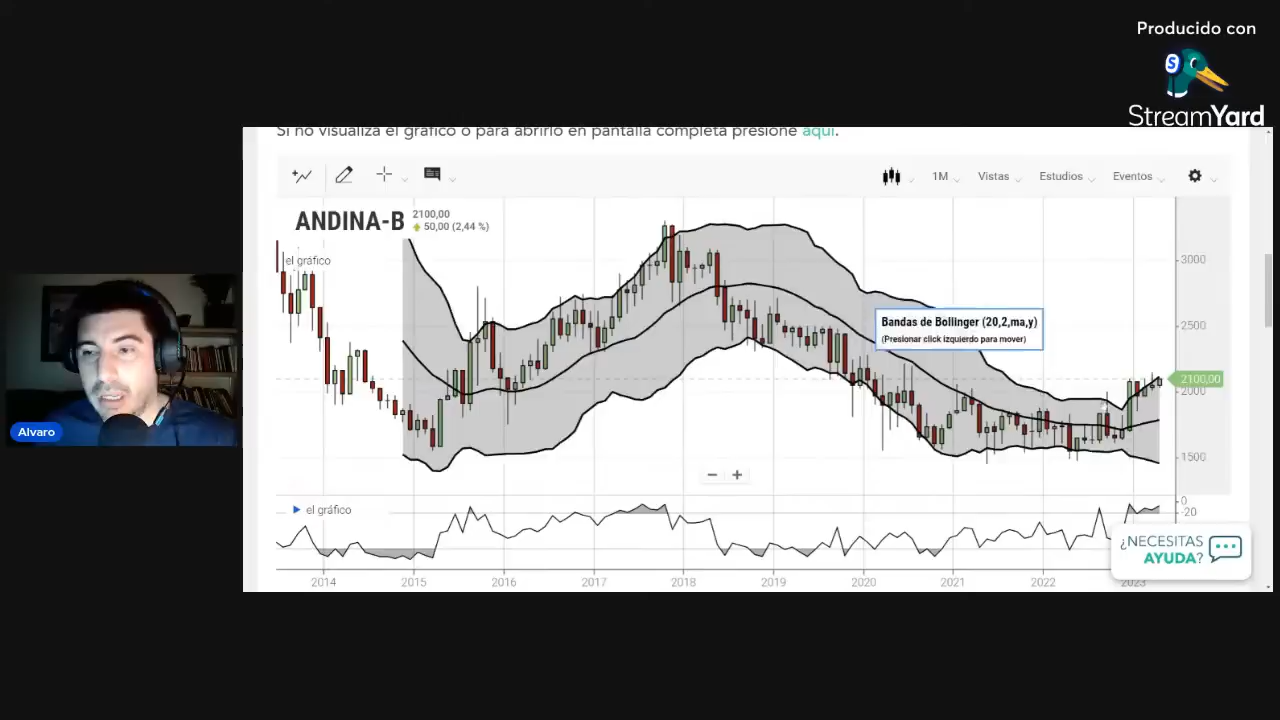 Producido con
S
StreamYard
Si no visualiza el gráfico o para abrirlo en pantalla completa presione aquí.
1M Vistas Estudios Eventos
ANDINA-B 2100,00
50,00 (2,44 %)
el gráfico
3000
Bandas de Bollinger (20,2,ma,y)
(Presionar click izquierdo para mover)
2500
2100,00
2000
1500
Alvaro
el gráfico
0
-20
¿NECESITAS
AYUDA?
2014 2015 2016 2017 2018 2019 2020 2021 2022 2023